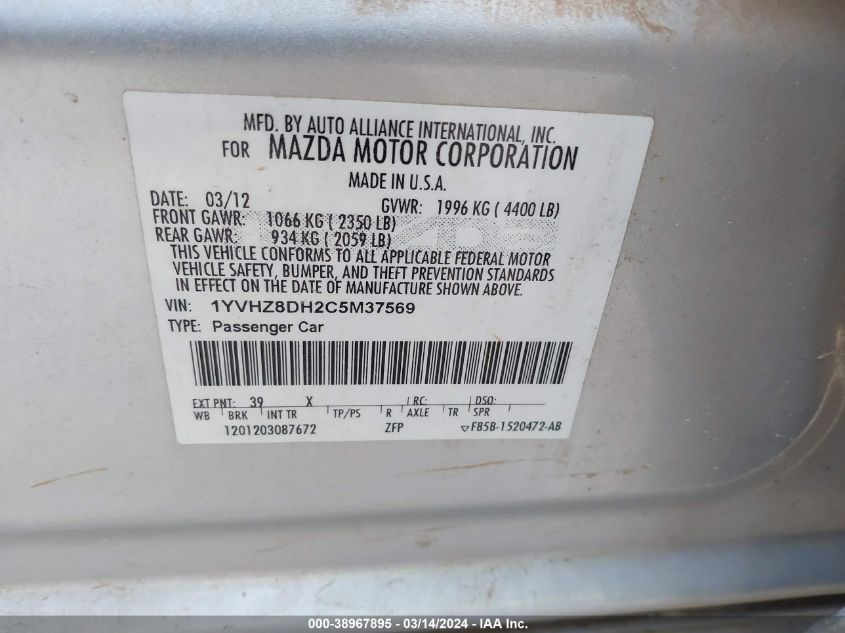 MFD. BY AUTO ALLIANCE INTERNATIONAL, INC.
FOR MAZDA MOTOR CORPORATION
MADE IN U.S.A.
DATE: 03/12 GVWR: 1996 KG ( 4400 LB)
FRONT GAWR: 1066 KG ( 2350 LB)
REAR GAWR: 934 KG ( 2059 LB)
THIS VEHICLE CONFORMS TO ALL APPLICABLE FEDERAL MOTOR
VEHICLE SAFETY, BUMPER, AND THEFT PREVENTION STANDARDS
IN EFFECT ON THE DATE OF MANUFACTURE SHOWN ABOVE.
VIN: 1YVHZ8DH2C5M37569
TYPE: Passenger Car
EXT PNT: 39 X RC: DSO:
WB BRK INT TR TP/PS R AXLE TR SPR
1201203087672 ZFP ▽F85B-1520472-AB
000-38967895 - 03/14/2024 - IAA Inc.